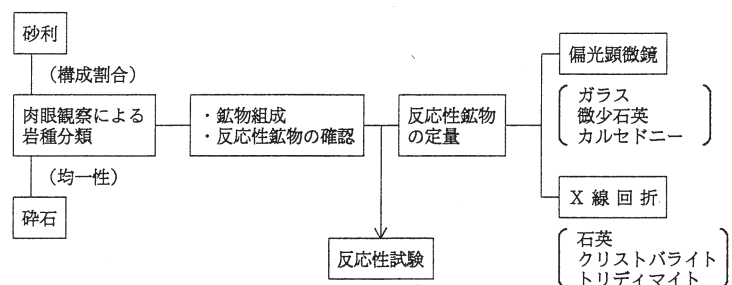 砂利
（構成割合）
肉眼観察による
岩種分類
（均一性）
砕石
・鉱物組成
・反応性鉱物の確認
反応性試験
反応性鉱物
の定量
偏光顕微鏡
ガラス
微少石英
カルセドニー
X線回折
石英
クリストバライト
トリディマイト